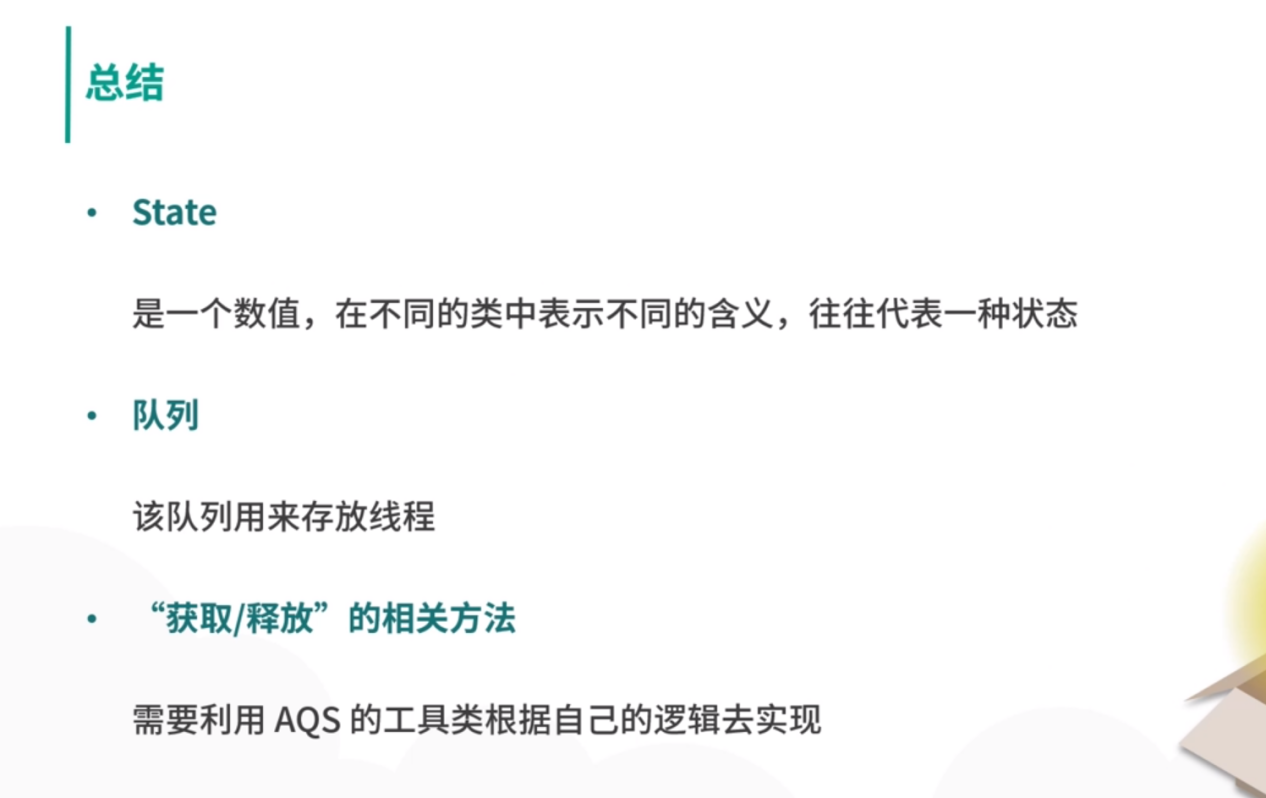 总结
• State
是一个数值，在不同的类中表示不同的含义，往往代表一种状态
• 队列
该队列用来存放线程
• “获取/释放”的相关方法
需要利用 AQS 的工具类根据自己的逻辑去实现